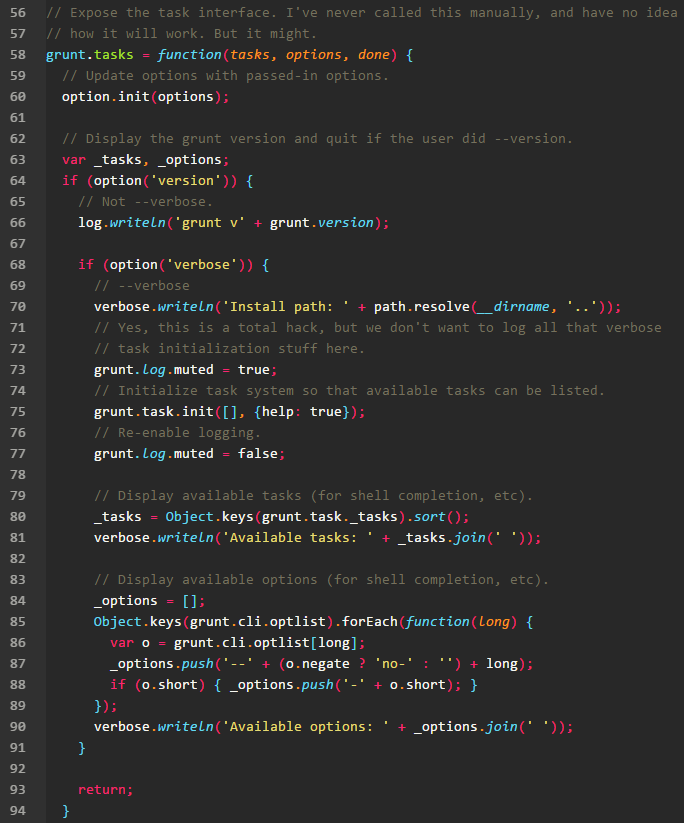 56 // Expose the task interface. I've never called this manually, and have no idea
57 // how it will work. But it might.
58 grunt.tasks = function(tasks, options, done) {
59   // Update options with passed-in options.
60   option.init(options);
61
62   // Display the grunt version and quit if the user did --version.
63   var _tasks, _options;
64   if (option('version')) {
65     // Not --verbose.
66     log.writeln('grunt v' + grunt.version);
67
68     if (option('verbose')) {
69       // --verbose
70       verbose.writeln('Install path: ' + path.resolve(__dirname, '..'));
71       // Yes, this is a total hack, but we don't want to log all that verbose
72       // task initialization stuff here.
73       grunt.log.muted = true;
74       // Initialize task system so that available tasks can be listed.
75       grunt.task.init([], {help: true});
76       // Re-enable logging.
77       grunt.log.muted = false;
78
79       // Display available tasks (for shell completion, etc).
80       _tasks = Object.keys(grunt.task._tasks).sort();
81       verbose.writeln('Available tasks: ' + _tasks.join(' '));
82
83       // Display available options (for shell completion, etc).
84       _options = [];
85       Object.keys(grunt.cli.optlist).forEach(function(long) {
86         var o = grunt.cli.optlist[long];
87         _options.push('--' + (o.negate ? 'no-' : '') + long);
88         if (o.short) { _options.push('-' + o.short); }
89       });
90       verbose.writeln('Available options: ' + _options.join(' '));
91     }
92
93     return;
94   }